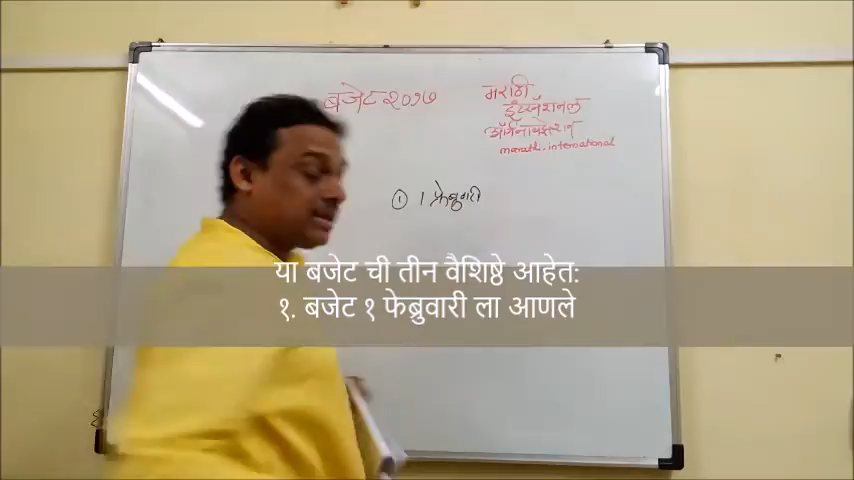 बजेट २०१७
मराठी
इंटरनॅशनल
ऑर्गनायझेशन
marathi.international
① 1 फेब्रुवारी
या बजेट ची तीन वैशिष्ठे आहेत:
१. बजेट १ फेब्रुवारी ला आणले